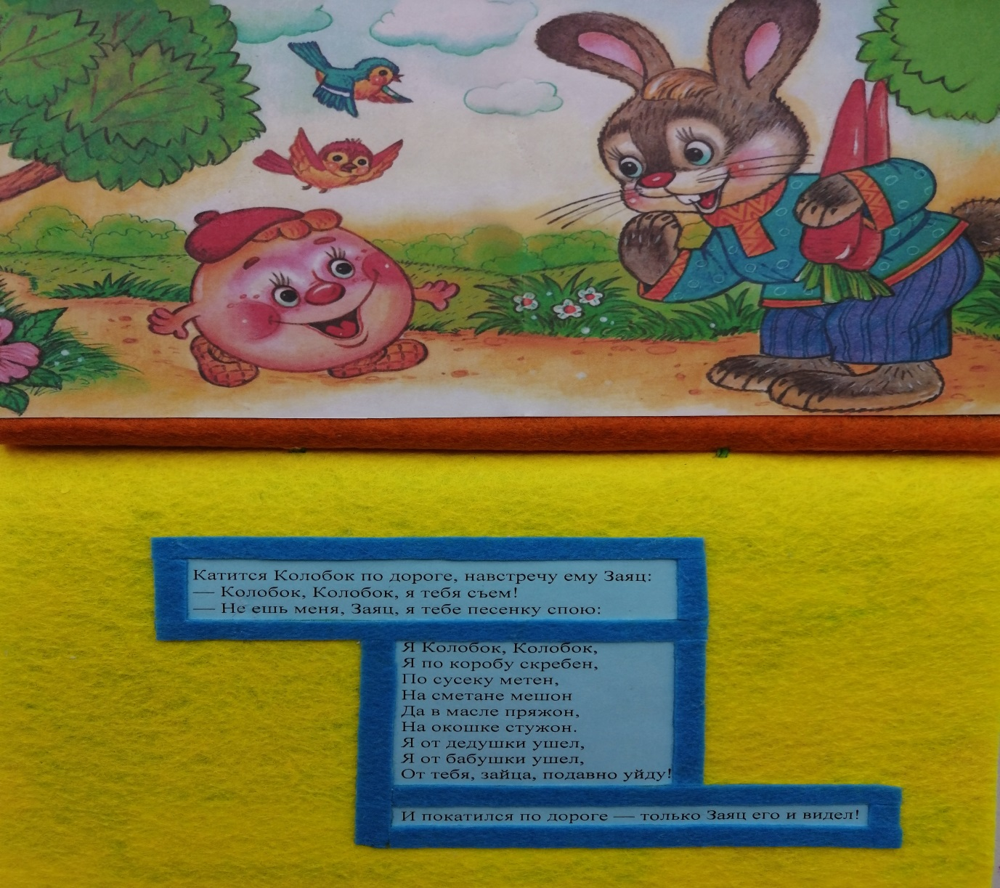 Катится Колобок по дороге, навстречу ему Заяц:
— Колобок, Колобок, я тебя съем!
— Не ешь меня, Заяц, я тебе песенку спою:
Я Колобок, Колобок,
Я по коробу скребен,
По сусеку метен,
На сметане мешон
Да в масле пряжон,
На окошке стужон.
Я от дедушки ушел,
Я от бабушки ушел,
От тебя, зайца, подавно уйду!
И покатился по дороге — только Заяц его и видел!